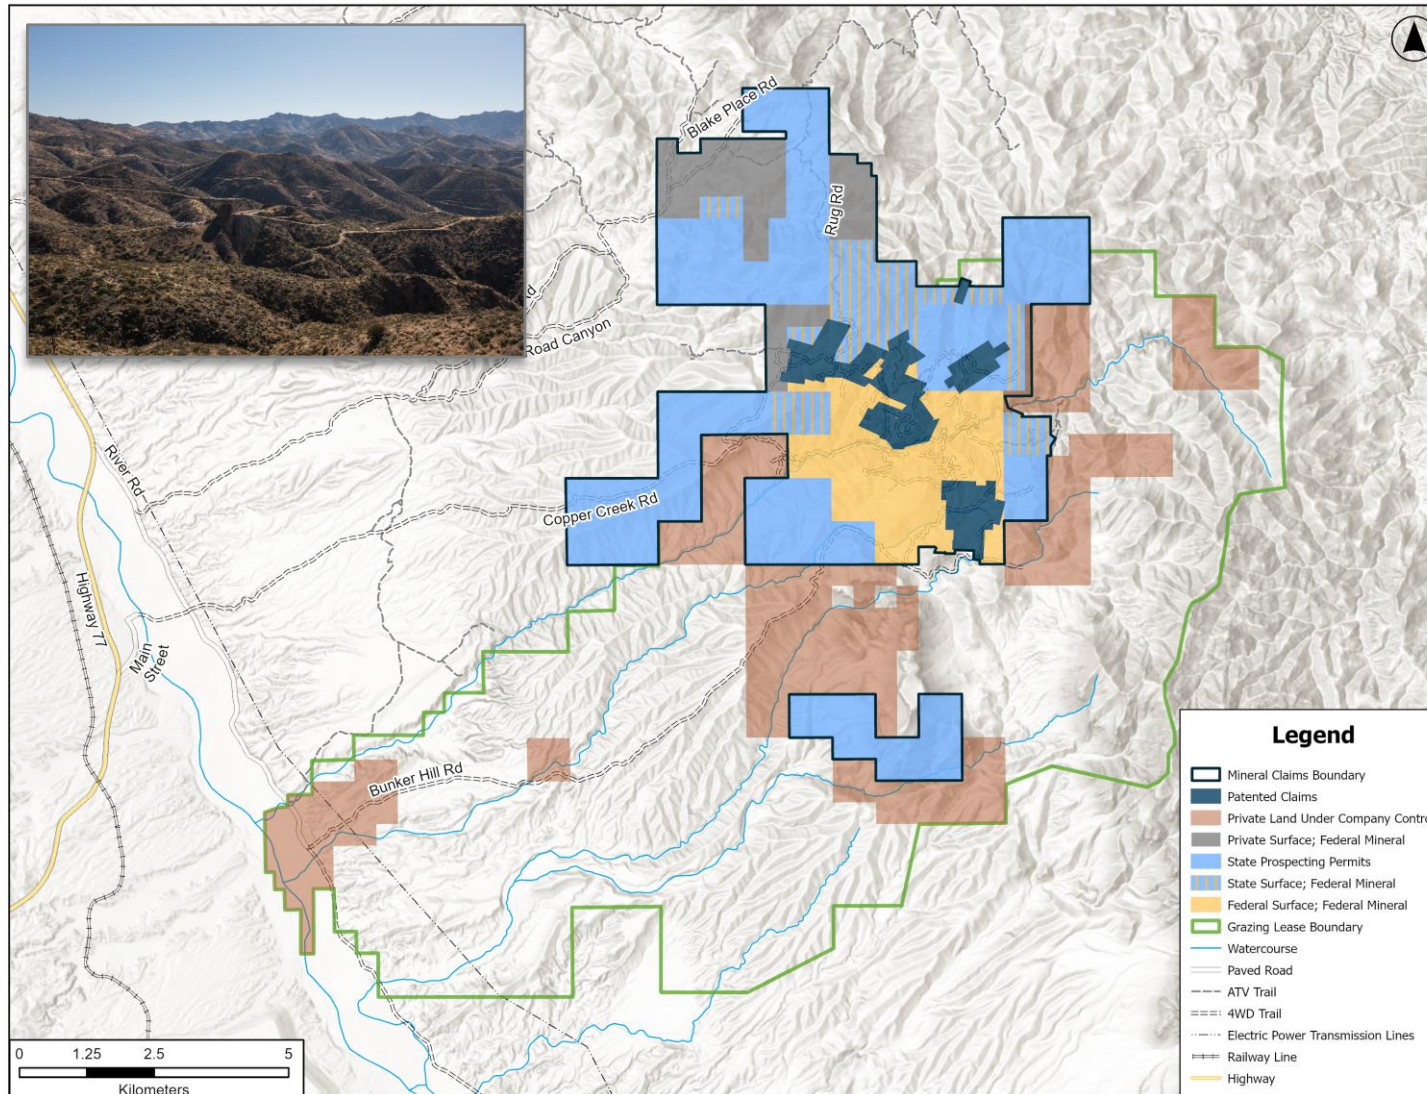 Blake Place Rd
Rug Rd
Road Canyon
River Rd
Copper Creek Rd
Highway 77
Main
Street
Bunker Hill Rd
Legend
Mineral Claims Boundary
Patented Claims
Private Land Under Company Contro
Private Surface; Federal Mineral
State Prospecting Permits
State Surface; Federal Mineral
Federal Surface; Federal Mineral
Grazing Lease Boundary
Watercourse
Paved Road
ATV Trail
4WD Trail
Electric Power Transmission Lines
Railway Line
Highway
0 1.25 2.5 5
Kilometers